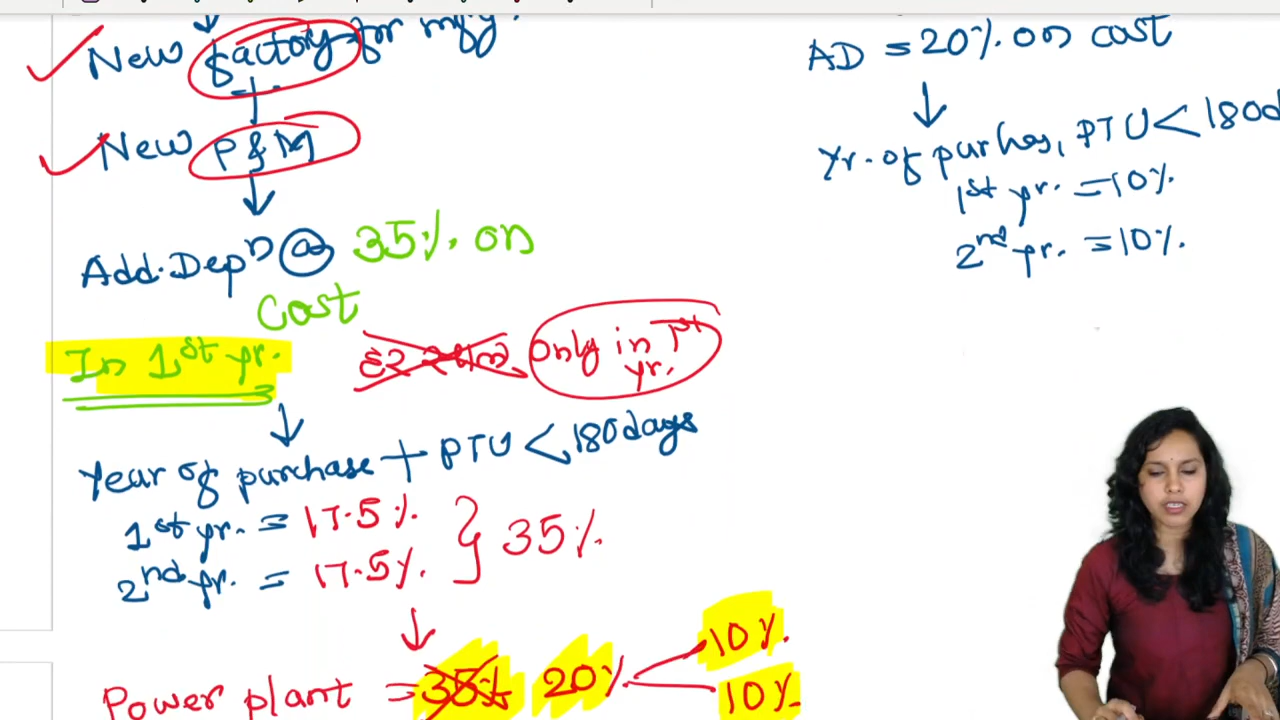 New factory for mfg.
+
New P & M
Add. Depn @ 35% on
cost
In 1st yr.
only in 1st
yr.
Year of purchase + PTU < 180 days
1st yr. = 17.5%
2nd yr. = 17.5%
} 35%
Power plant = 35% 20%
10%
10%
AD = 20% on cost
Yr. of purhas, PTU < 180d
1st yr. = 10%
2nd yr. = 10%